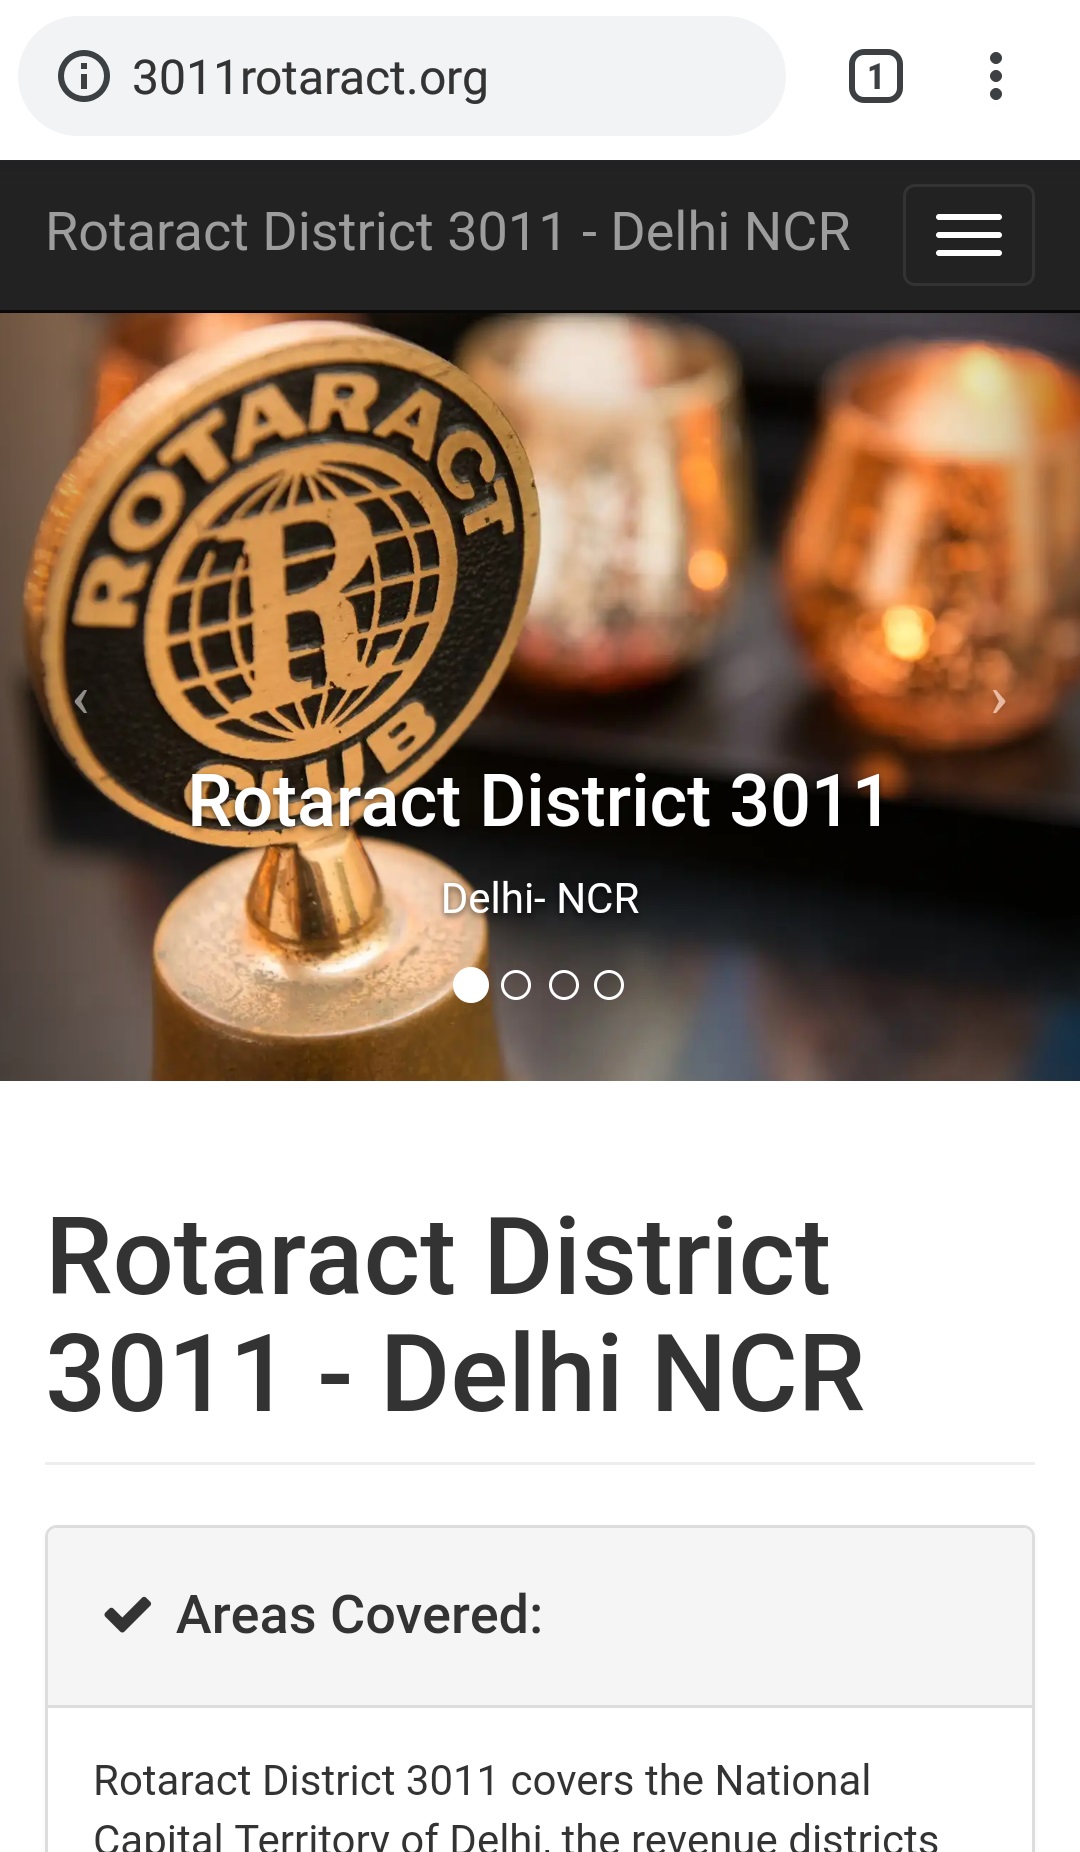 3011rotaract.org
1
Rotaract District 3011 - Delhi NCR
ROTARACT
R
CLUB
Rotaract District 3011
Delhi- NCR
Rotaract District
3011 - Delhi NCR
Areas Covered:
Rotaract District 3011 covers the National
Capital Territory of Delhi, the revenue districts